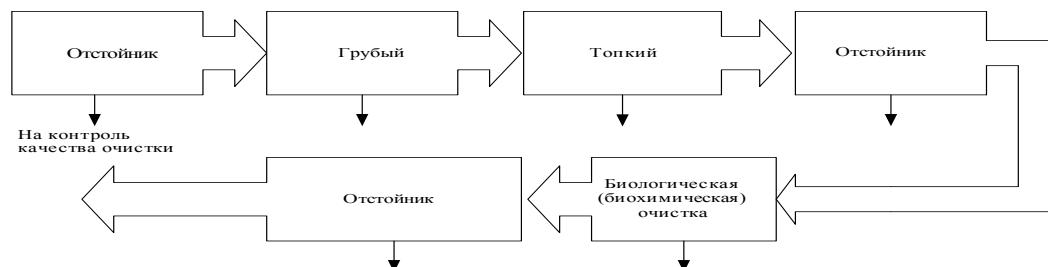 Отстойник
Грубый
Топкий
Отстойник
На контроль
качества очистки
Отстойник
Биологическая
(биохимическая)
очистка